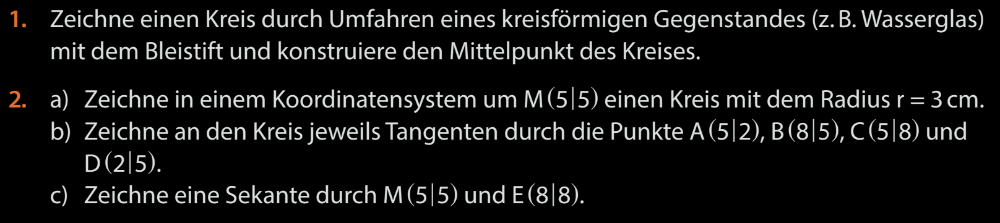 1. Zeichne einen Kreis durch Umfahren eines kreisförmigen Gegenstandes (z. B. Wasserglas)
mit dem Bleistift und konstruiere den Mittelpunkt des Kreises.
2. a) Zeichne in einem Koordinatensystem um M (5|5) einen Kreis mit dem Radius r = 3 cm.
b) Zeichne an den Kreis jeweils Tangenten durch die Punkte A (5|2), B (8|5), C (5|8) und
D (2|5).
c) Zeichne eine Sekante durch M (5|5) und E (8|8).